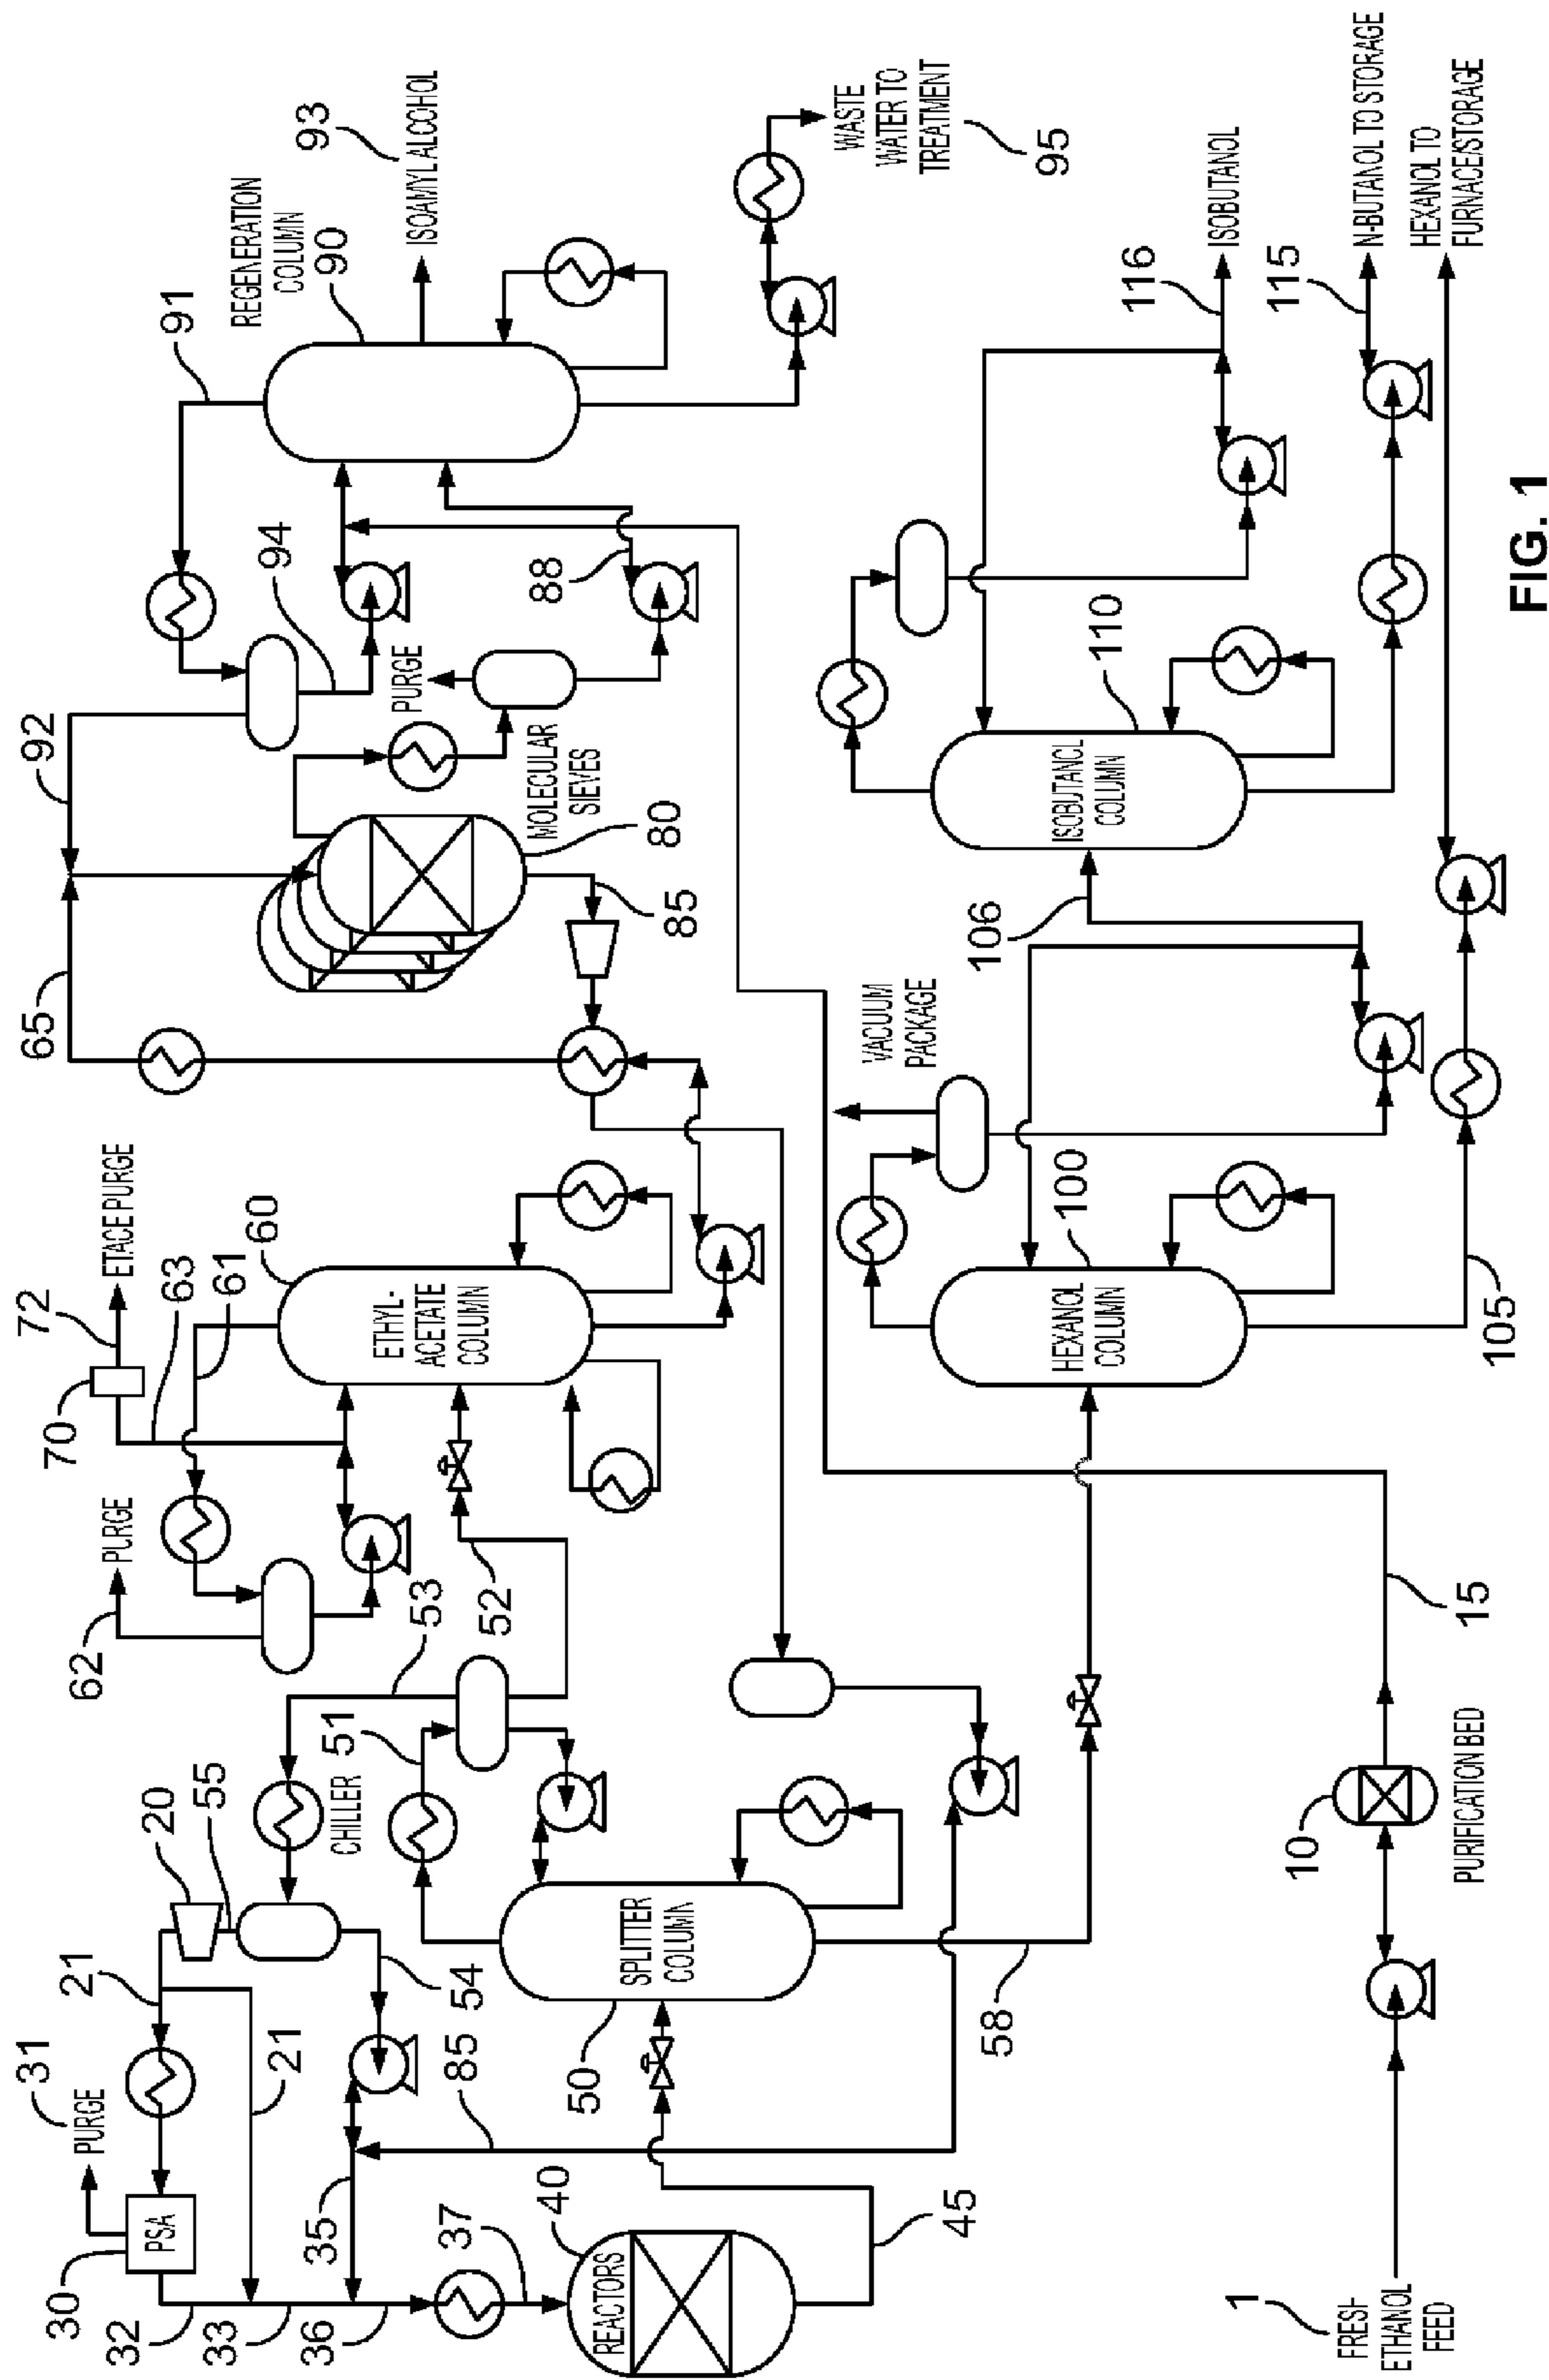 30
31
PURGE
PSA
32
33
36
21
21
35
37
20
55
54
40
REACTORS
45
85
CHILLER
51
53
50
SPLITTER
COLUMN
58
52
62
PURGE
70
72
ETACE PURGE
63
61
60
ETHYL-
ACETATE
COLUMN
65
92
91
94
PURGE
MOLECULAR
SIEVES
80
85
88
REGENERATION
COLUMN
90
93
ISOAMYL ALCOHOL
WASTE
WATER TO
TREATMENT
95
VACUUM
PACKAGE
HEXANOL
COLUMN
100
105
106
ISOBUTANCL
COLUMN
110
116
ISOBUTANOL
115
N-BUTANOL TO STORAGE
HEXANOL TO
FURNACE/STORAGE
1
FRESH
ETHANOL
FEED
10
PURIFICATION BED
15
FIG. 1